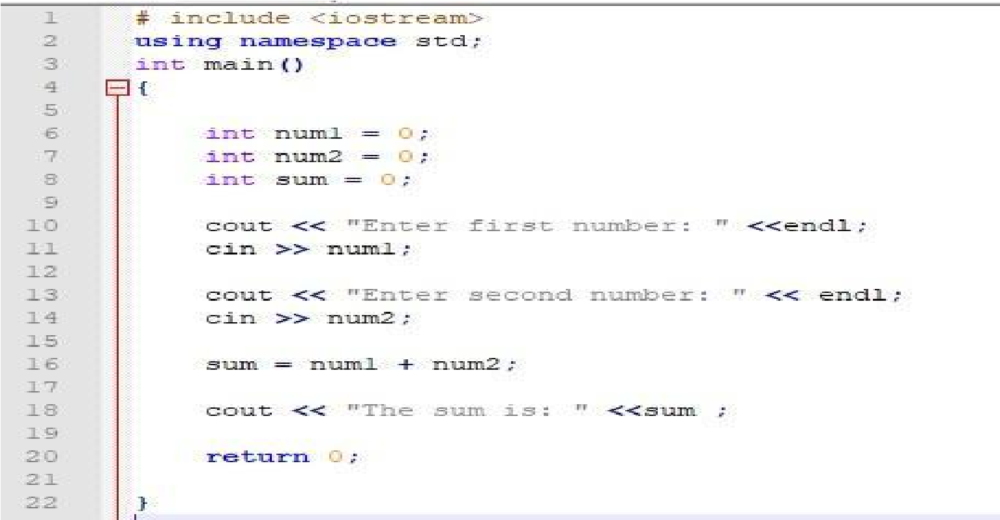 1 # include <iostream>
2 using namespace std;
3 int main()
4 {
5
6 int num1 = 0;
7 int num2 = 0;
8 int sum = 0;
9
10 cout << "Enter first number: " <<endl;
11 cin >> num1;
12
13 cout << "Enter second number: " << endl;
14 cin >> num2;
15
16 sum = num1 + num2;
17
18 cout << "The sum is: " <<sum ;
19
20 return 0;
21
22 }